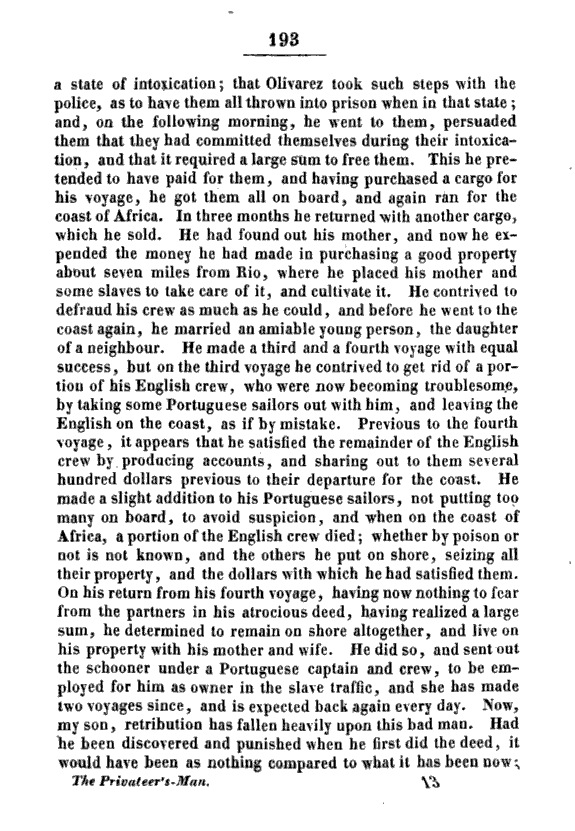 193
a state of intoxication; that Olivarez took such steps with the
police, as to have them all thrown into prison when in that state;
and, on the following morning, he went to them, persuaded
them that they had committed themselves during their intoxica-
tion, and that it required a large sum to free them. This he pre-
tended to have paid for them, and having purchased a cargo for
his voyage, he got them all on board, and again ran for the
coast of Africa. In three months he returned with another cargo,
which he sold. He had found out his mother, and now he ex-
pended the money he had made in purchasing a good property
about seven miles from Rio, where he placed his mother and
some slaves to take care of it, and cultivate it. He contrived to
defraud his crew as much as he could, and before he went to the
coast again, he married an amiable young person, the daughter
of a neighbour. He made a third and a fourth voyage with equal
success, but on the third voyage he contrived to get rid of a por-
tion of his English crew, who were now becoming troublesome,
by taking some Portuguese sailors out with him, and leaving the
English on the coast, as if by mistake. Previous to the fourth
voyage, it appears that he satisfied the remainder of the English
crew by producing accounts, and sharing out to them several
hundred dollars previous to their departure for the coast. He
made a slight addition to his Portuguese sailors, not putting too
many on board, to avoid suspicion, and when on the coast of
Africa, a portion of the English crew died; whether by poison or
not is not known, and the others he put on shore, seizing all
their property, and the dollars with which he had satisfied them.
On his return from his fourth voyage, having now nothing to fear
from the partners in his atrocious deed, having realized a large
sum, he determined to remain on shore altogether, and live on
his property with his mother and wife. He did so, and sent out
the schooner under a Portuguese captain and crew, to be em-
ployed for him as owner in the slave traffic, and she has made
two voyages since, and is expected back again every day. Now,
my son, retribution has fallen heavily upon this bad man. Had
he been discovered and punished when he first did the deed, it
would have been as nothing compared to what it has been now;
The Privateer's-Man. 13